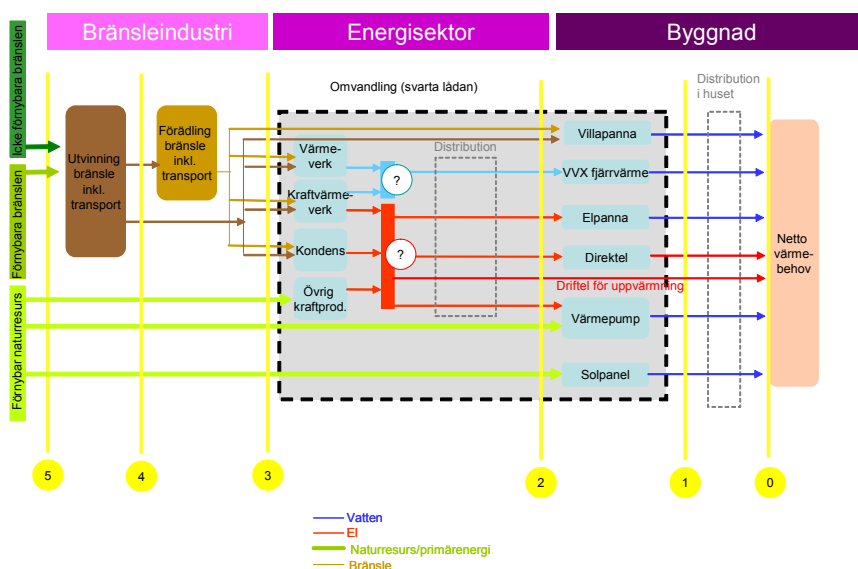 Bränsleindustri
Energisektor
Byggnad
Icke förnybara bränslen
Förnybara bränslen
Förnybar naturresurs
Omvandling (svarta lådan)
Distribution
i huset
Utvinning
bränsle
inkl.
transport
Förädling
bränsle
inkl.
transport
Värme-
verk
Kraftvärme-
verk
Kondens
Övrig
kraftprod.
?
?
Distribution
Villapanna
VVX fjärrvärme
Elpanna
Direktel
Driftel för uppvärmning
Värmepump
Solpanel
Netto
värme-
behov
5
4
3
2
1
0
Vatten
El
Naturresurs/primärenergi
Bränsle